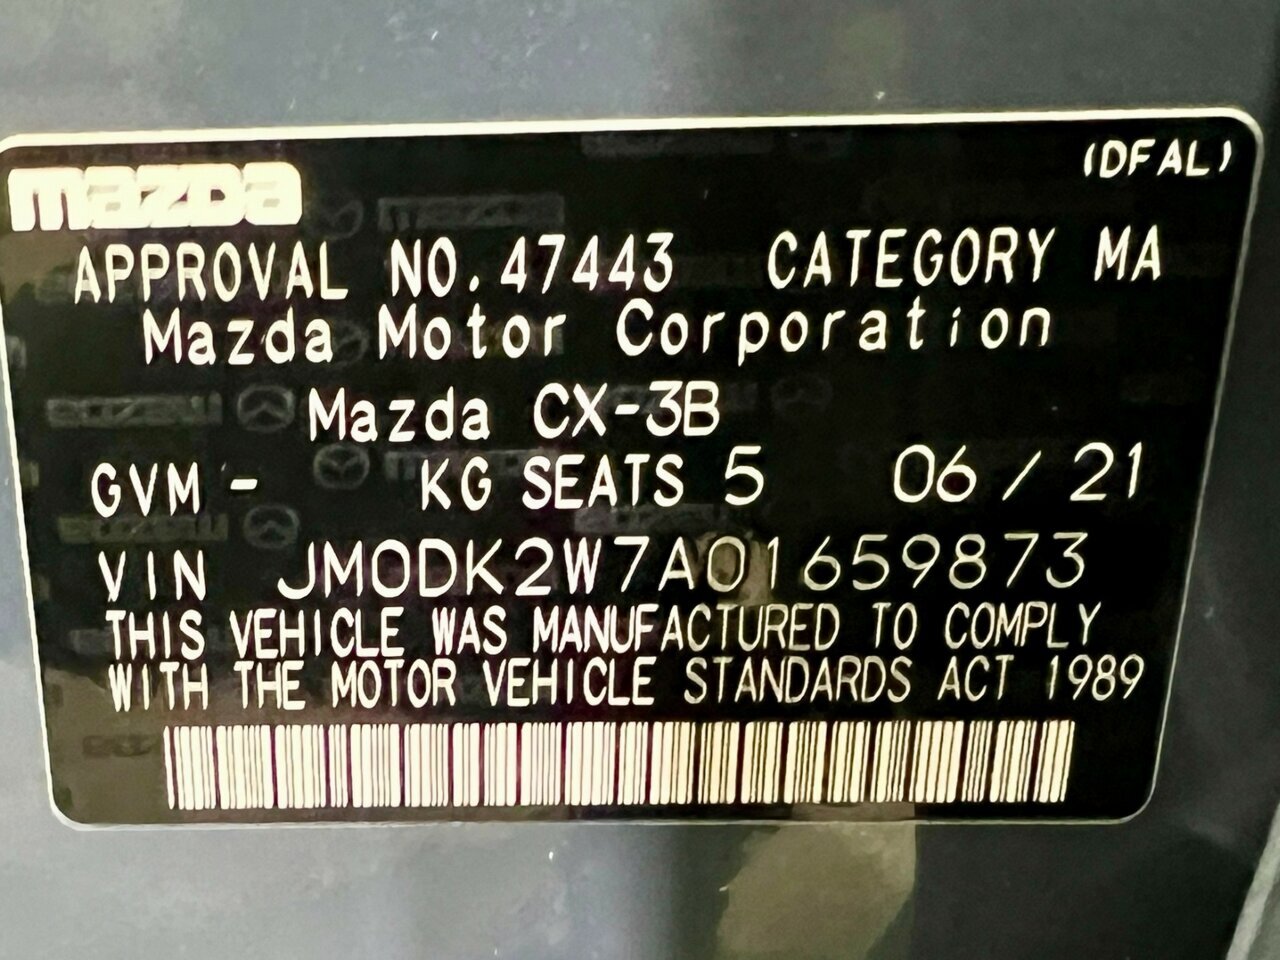 mazda
(DFAL)
APPROVAL NO. 47443 CATEGORY MA
Mazda Motor Corporation
Mazda CX-3B
GVM - KG SEATS 5 06 / 21
VIN JM0DK2W7A01659873
THIS VEHICLE WAS MANUFACTURED TO COMPLY
WITH THE MOTOR VEHICLE STANDARDS ACT 1989